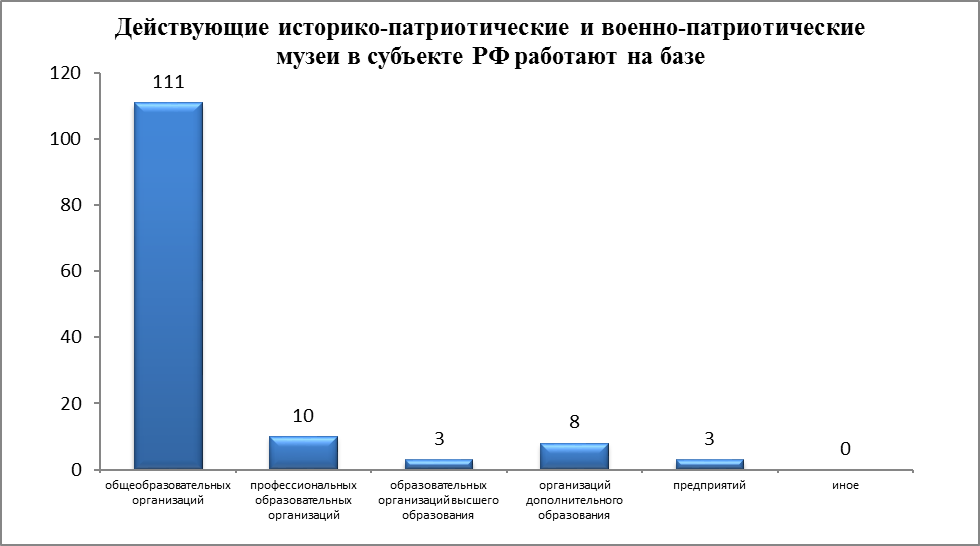 Действующие историко-патриотические и военно-патриотические
музеи в субъекте РФ работают на базе
120
100
80
60
40
20
0
111
10
3
8
3
0
общеобразовательных
организаций
профессиональных
образовательных
организаций
образовательных
организаций высшего
образования
организаций
дополнительного
образования
предприятий
иное